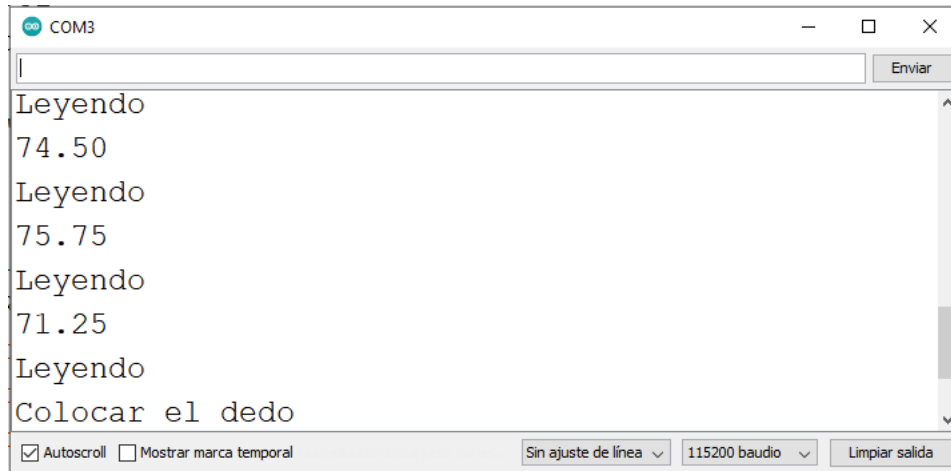 COM3
Enviar
Leyendo
74.50
Leyendo
75.75
Leyendo
71.25
Leyendo
Colocar el dedo
Autoscroll Mostrar marca temporal Sin ajuste de línea 115200 baudio Limpiar salida